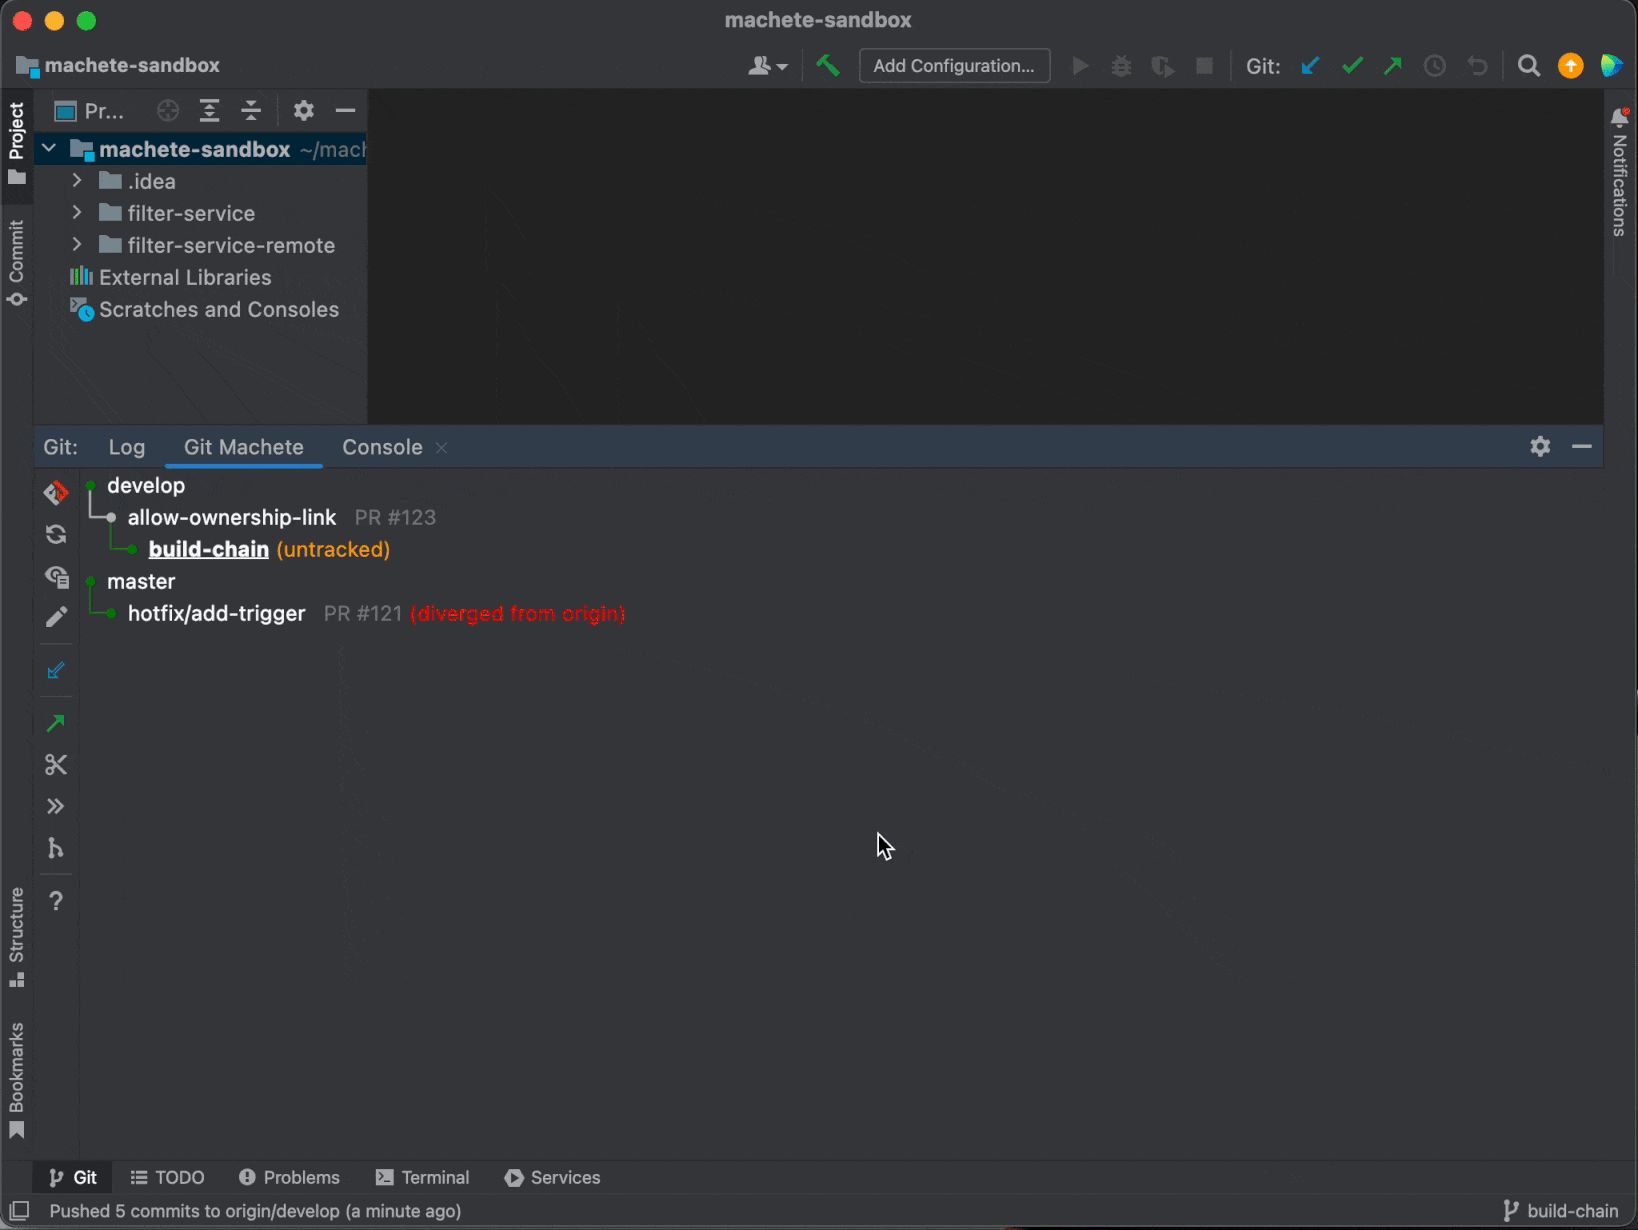 machete-sandbox
machete-sandbox
Add Configuration...
Git:
Project
Pr...
machete-sandbox ~/mach
.idea
filter-service
filter-service-remote
External Libraries
Scratches and Consoles
Commit
Notifications
Git: Log Git Machete Console
develop
allow-ownership-link PR #123
build-chain (untracked)
master
hotfix/add-trigger PR #121 (diverged from origin)
?
Structure
Bookmarks
Git TODO Problems Terminal Services
Pushed 5 commits to origin/develop (a minute ago)
build-chain